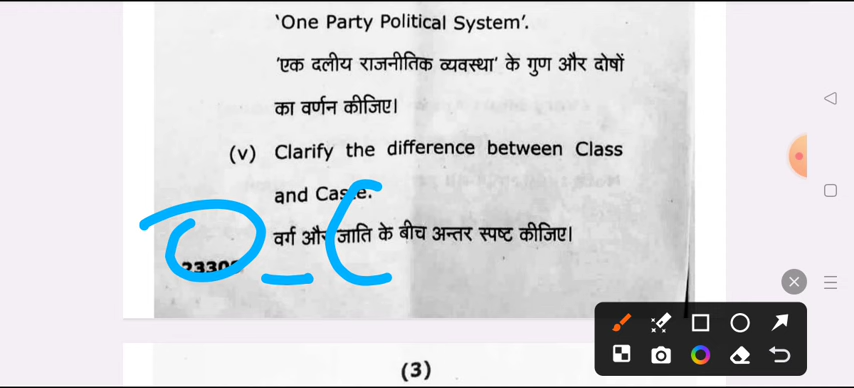 'One Party Political System'.
'एक दलीय राजनीतिक व्यवस्था' के गुण और दोषों
का वर्णन कीजिए।
(v) Clarify the difference between Class
and Caste.
वर्ग और जाति के बीच अन्तर स्पष्ट कीजिए।
(3)